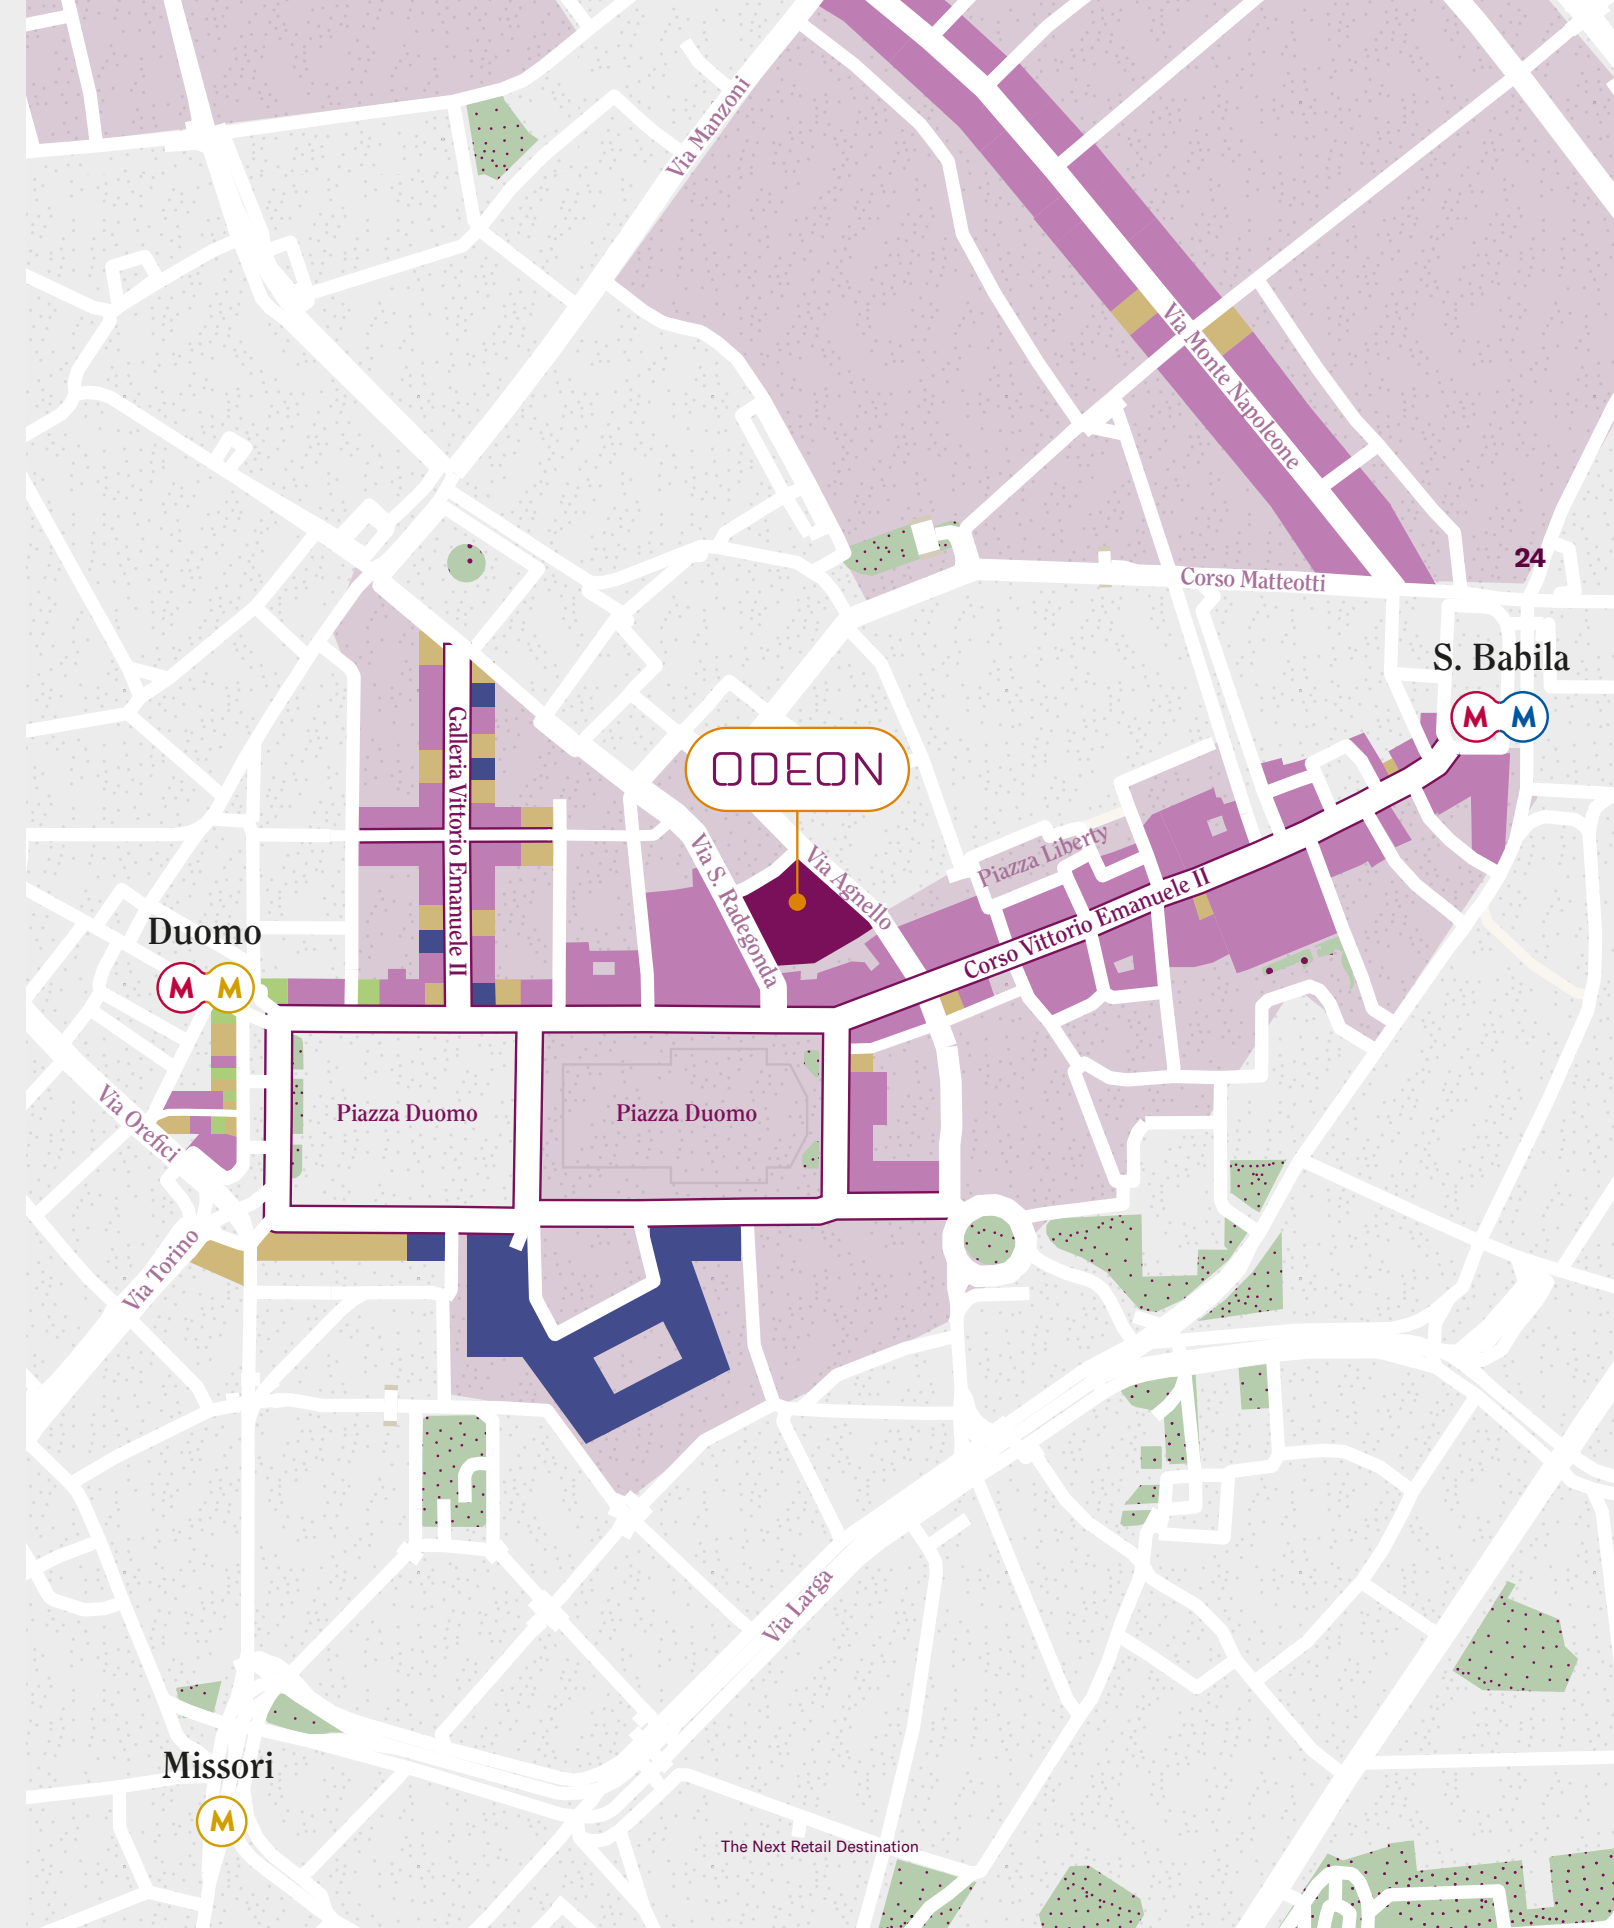 Via Manzoni
Via Monte Napoleone
24
Corso Matteotti
S. Babila
M M
Galleria Vittorio Emanuele II
ODEON
Via S. Radegonda
Via Agnello
Piazza Liberty
Corso Vittorio Emanuele II
Duomo
M M
Via Orefici
Piazza Duomo
Piazza Duomo
Via Torino
Via Larga
Missori
M
The Next Retail Destination